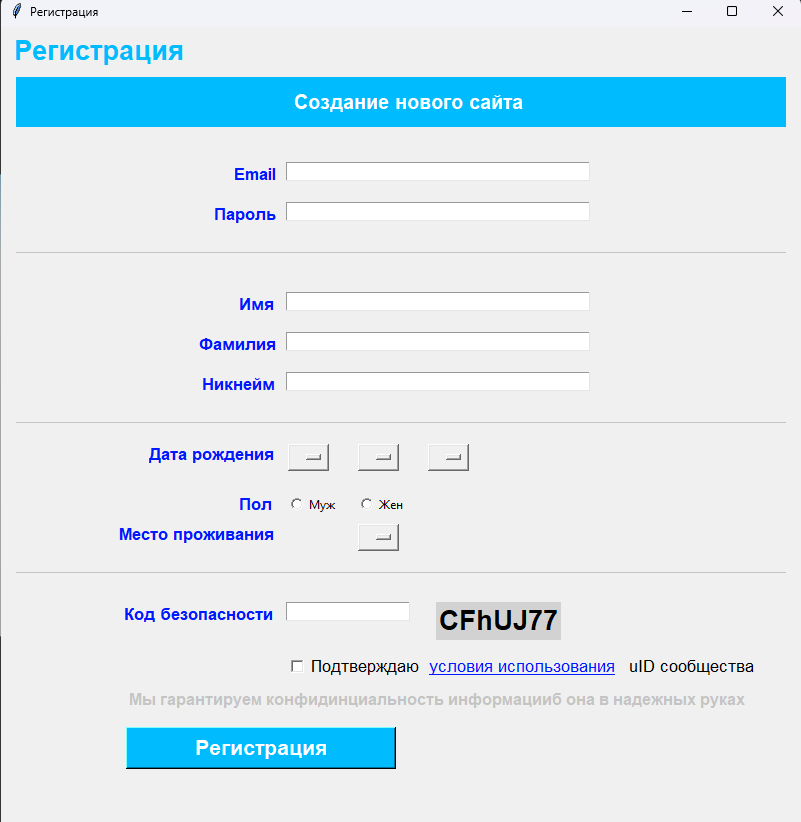 Регистрация
Регистрация
Создание нового сайта
Email
Пароль
Имя
Фамилия
Никнейм
Дата рождения
Пол Муж Жен
Место проживания
Код безопасности CFhUJ77
Подтверждаю условия использования uID сообщества
Мы гарантируем конфидинциальность информацииб она в надежных руках
Регистрация